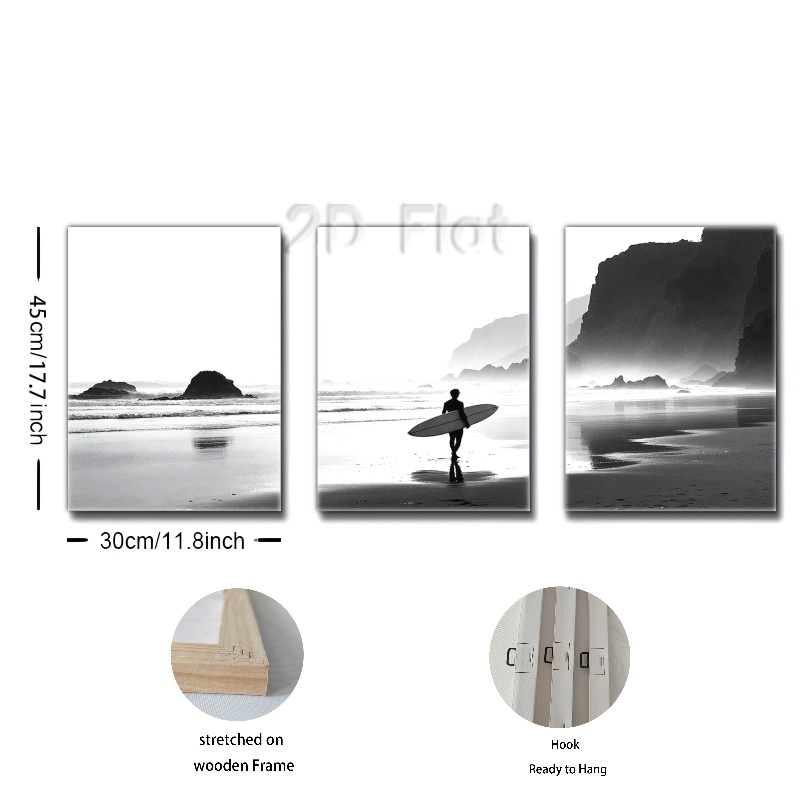 2D Flat
45cm/17.7inch
30cm/11.8inch
stretched on
wooden Frame
Hook
Ready to Hang